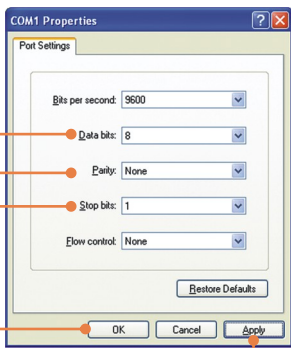 COM1 Properties
Port Settings
Bits per second: 9600
Data bits: 8
Parity: None
Stop bits: 1
Flow control: None
Restore Defaults
OK Cancel Apply